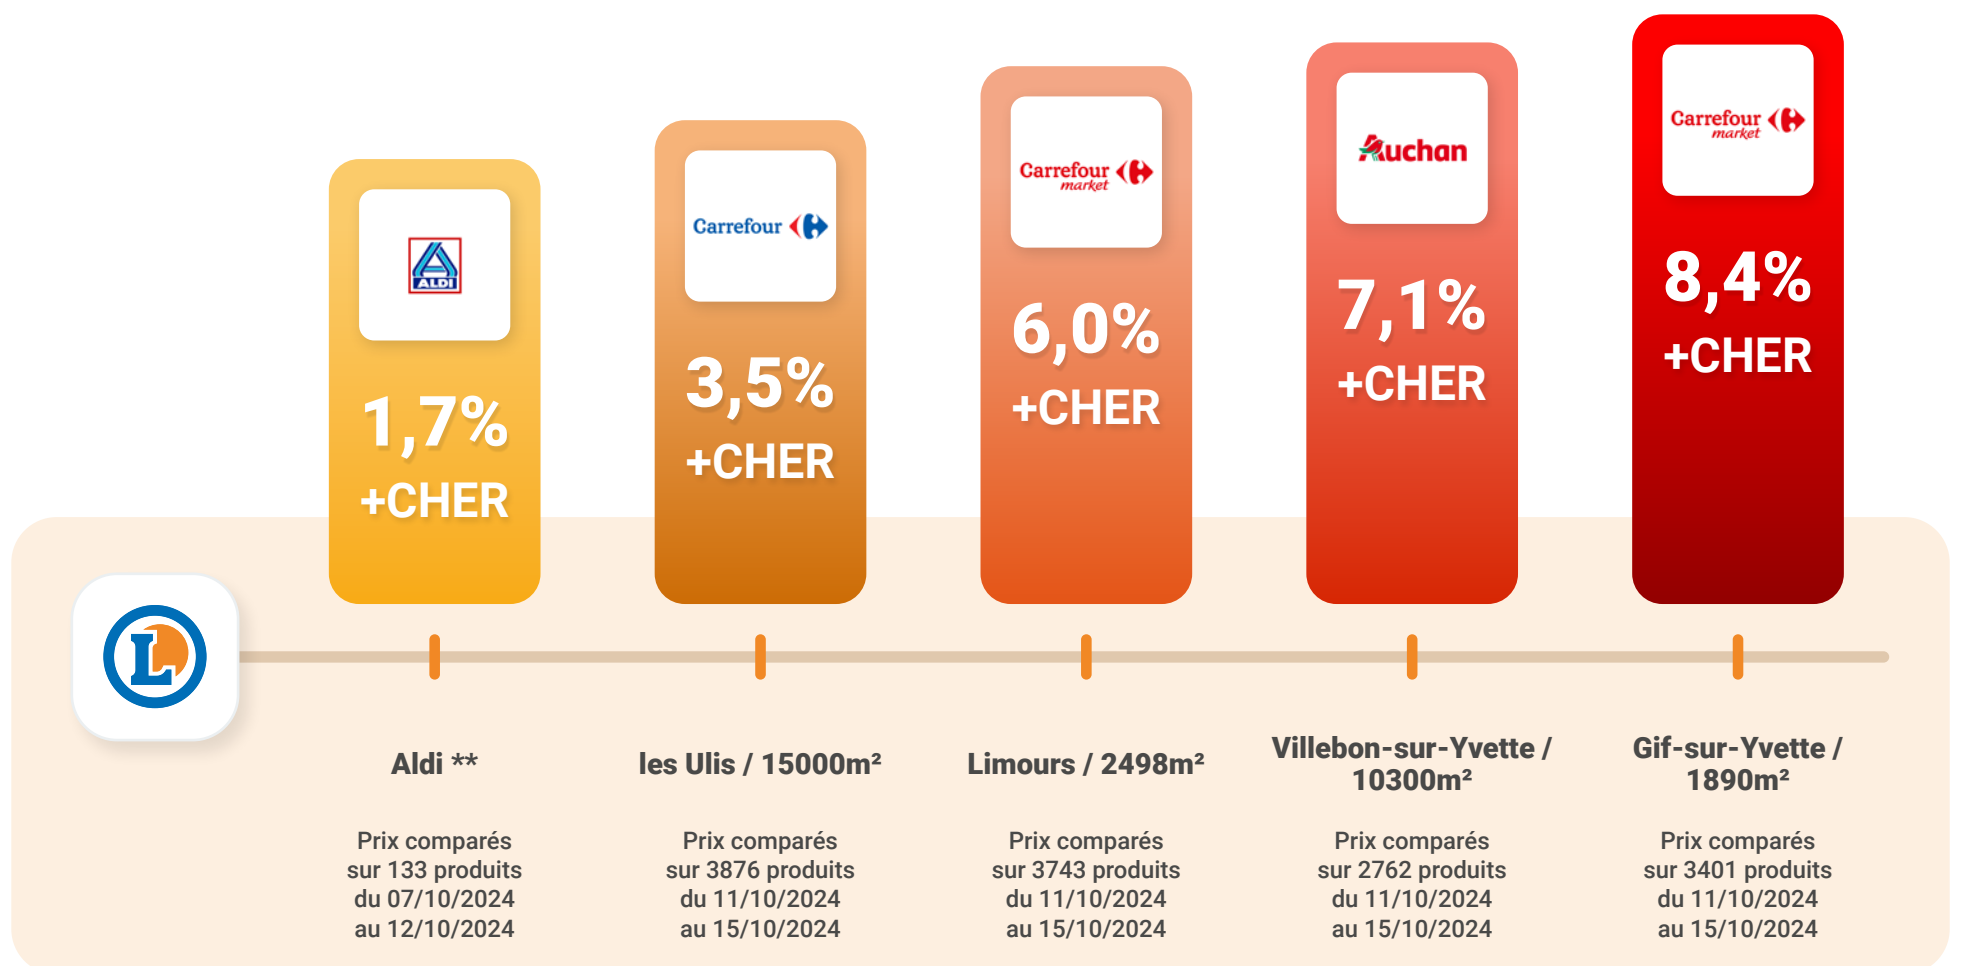 ALDI
1,7%
+CHER
Carrefour
3,5%
+CHER
Carrefour
market
6,0%
+CHER
Auchan
7,1%
+CHER
Carrefour
market
8,4%
+CHER
L
Aldi **
Prix comparés
sur 133 produits
du 07/10/2024
au 12/10/2024
les Ulis / 15000m²
Prix comparés
sur 3876 produits
du 11/10/2024
au 15/10/2024
Limours / 2498m²
Prix comparés
sur 3743 produits
du 11/10/2024
au 15/10/2024
Villebon-sur-Yvette /
10300m²
Prix comparés
sur 2762 produits
du 11/10/2024
au 15/10/2024
Gif-sur-Yvette /
1890m²
Prix comparés
sur 3401 produits
du 11/10/2024
au 15/10/2024